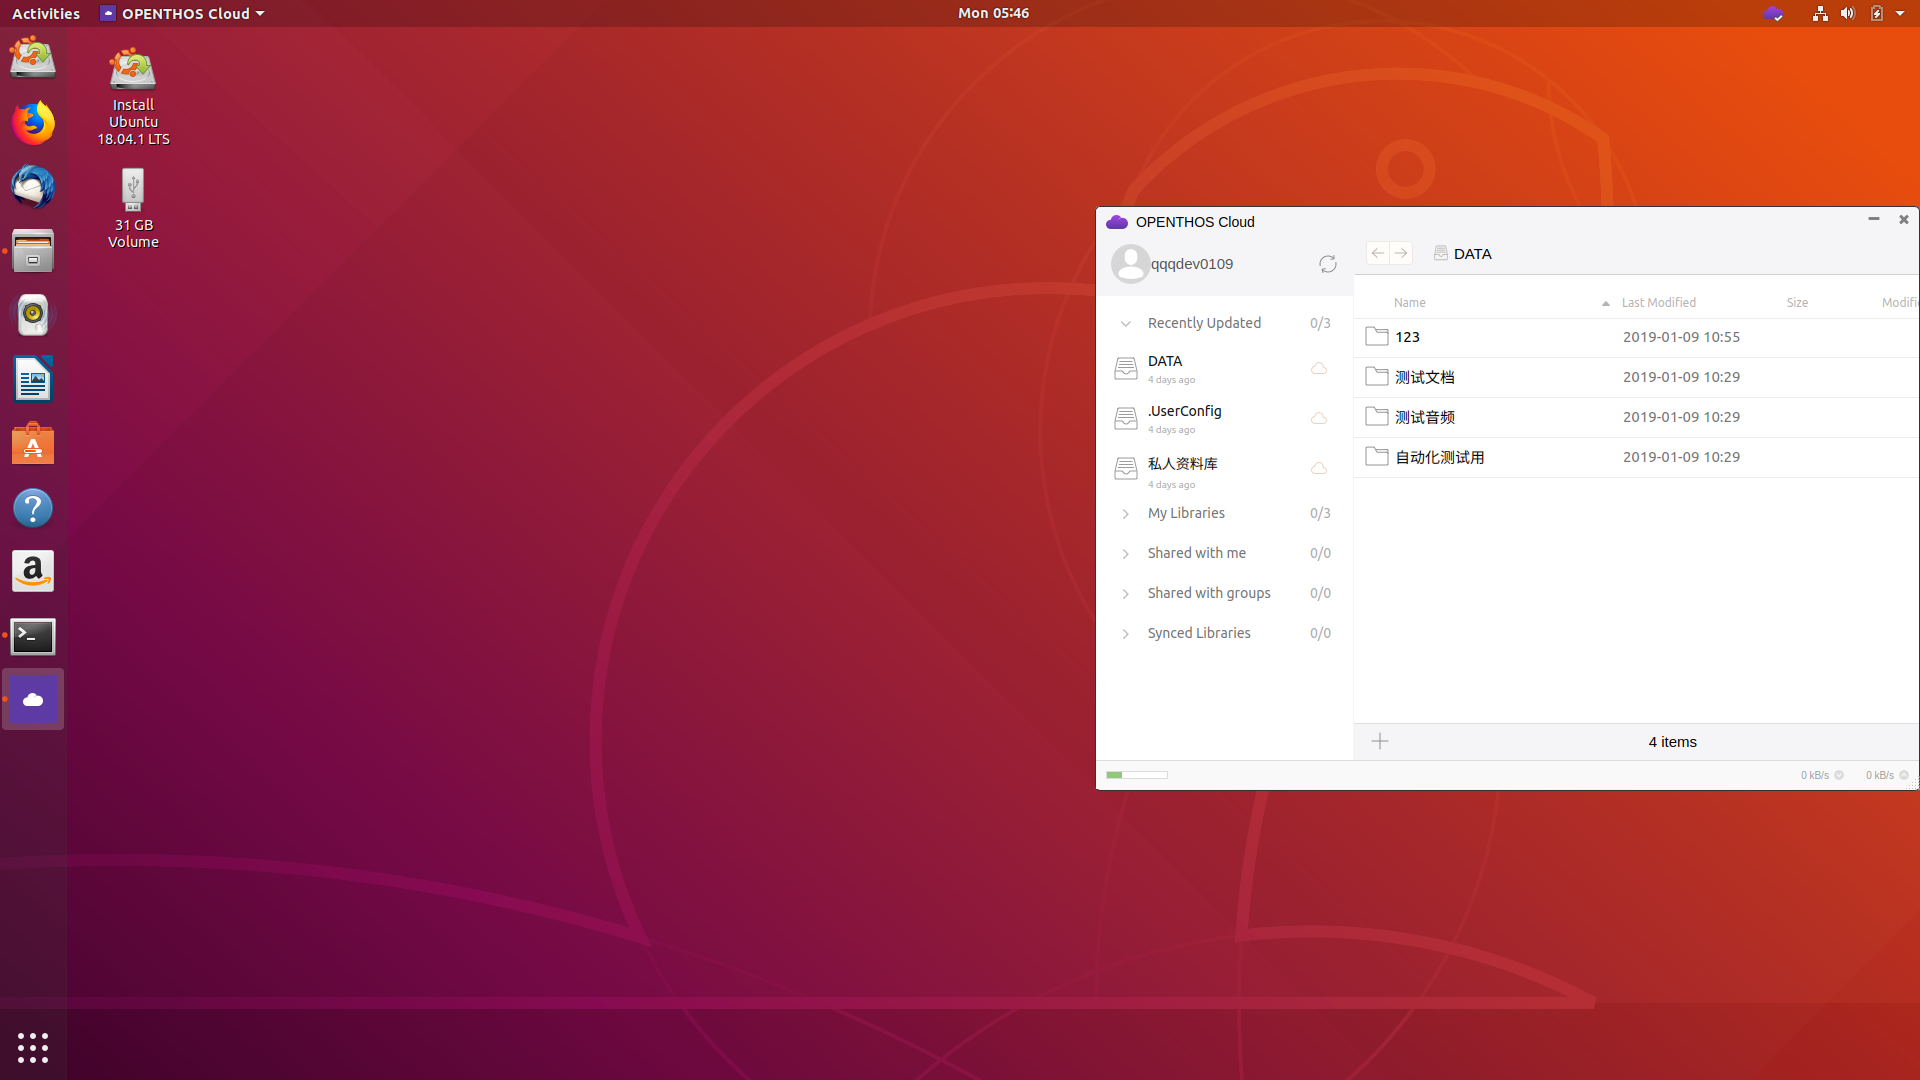 Activities
OPENTHOS Cloud
Mon 05:46
Install
Ubuntu
18.04.1 LTS
31 GB
Volume
OPENTHOS Cloud
qqqdev0109
DATA
Recently Updated 0/3
DATA
4 days ago
.UserConfig
4 days ago
私人资料库
4 days ago
My Libraries 0/3
Shared with me 0/0
Shared with groups 0/0
Synced Libraries 0/0
Name Last Modified Size
123 2019-01-09 10:55
测试文档 2019-01-09 10:29
测试音频 2019-01-09 10:29
自动化测试用 2019-01-09 10:29
4 items
0 kB/s 0 kB/s